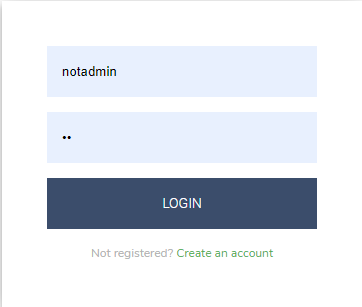 notadmin
••
LOGIN
Not registered? Create an account